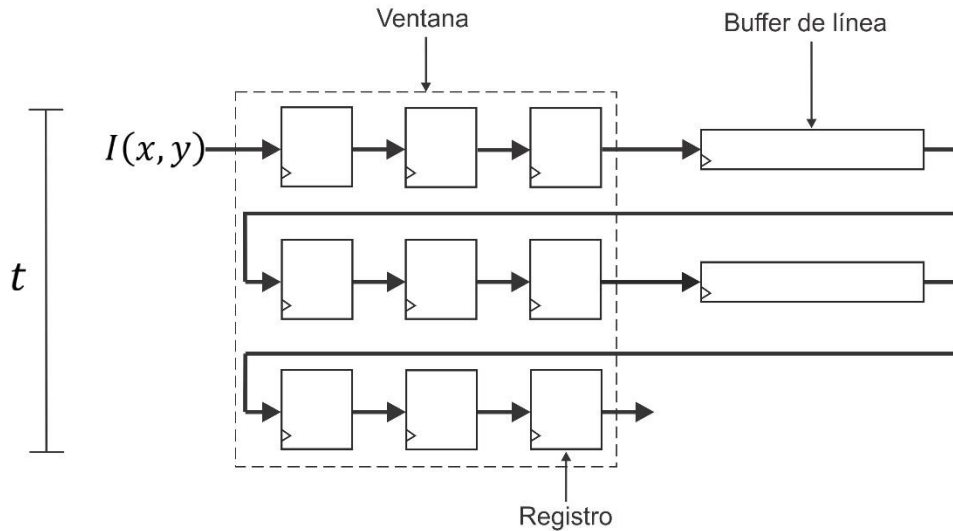 Ventana
Buffer de línea
I(x, y)
t
Registro